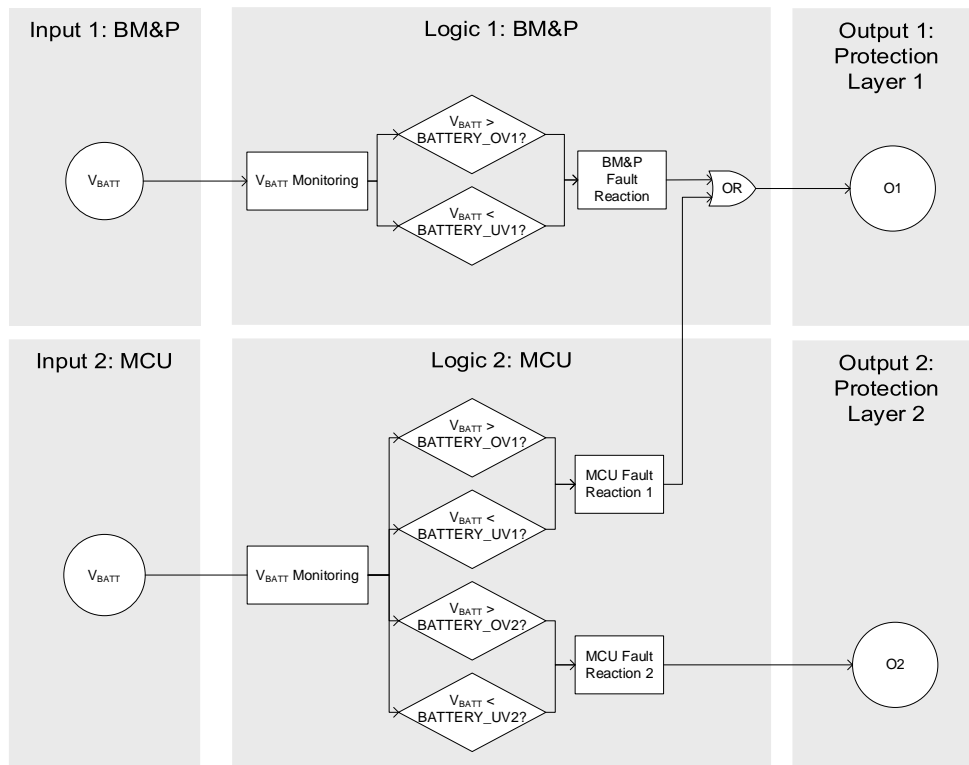 Input 1: BM&P
Logic 1: BM&P
Output 1:
Protection
Layer 1
VBATT
VBATT Monitoring
VBATT >
BATTERY_OV1?
VBATT <
BATTERY_UV1?
BM&P
Fault
Reaction
OR
O1
Input 2: MCU
Logic 2: MCU
Output 2:
Protection
Layer 2
VBATT
VBATT Monitoring
VBATT >
BATTERY_OV1?
VBATT <
BATTERY_UV1?
MCU Fault
Reaction 1
VBATT >
BATTERY_OV2?
VBATT <
BATTERY_UV2?
MCU Fault
Reaction 2
O2